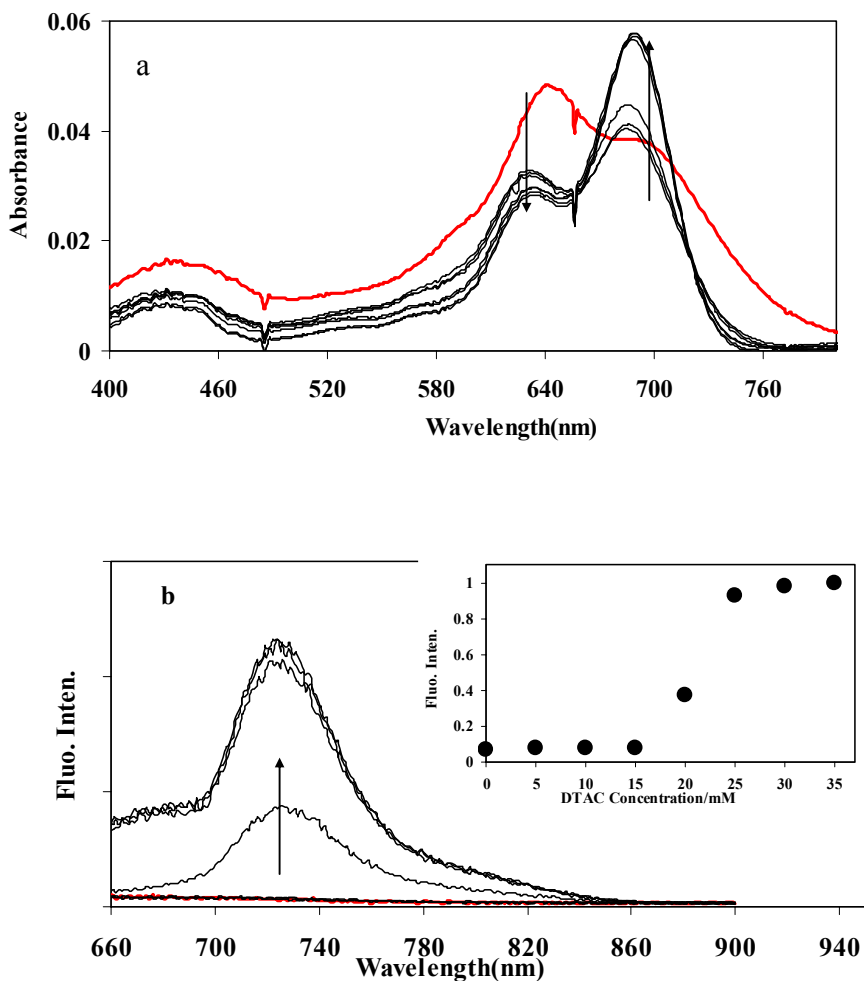 a
0.06
0.04
0.02
0
Absorbance
400 460 520 580 640 700 760
Wavelength(nm)
b
Fluo. Inten.
660 700 740 780 820 860 900 940
Wavelength(nm)
1
0.8
0.6
0.4
0.2
0
Fluo. Inten.
0 5 10 15 20 25 30 35
DTAC Concentration/mM